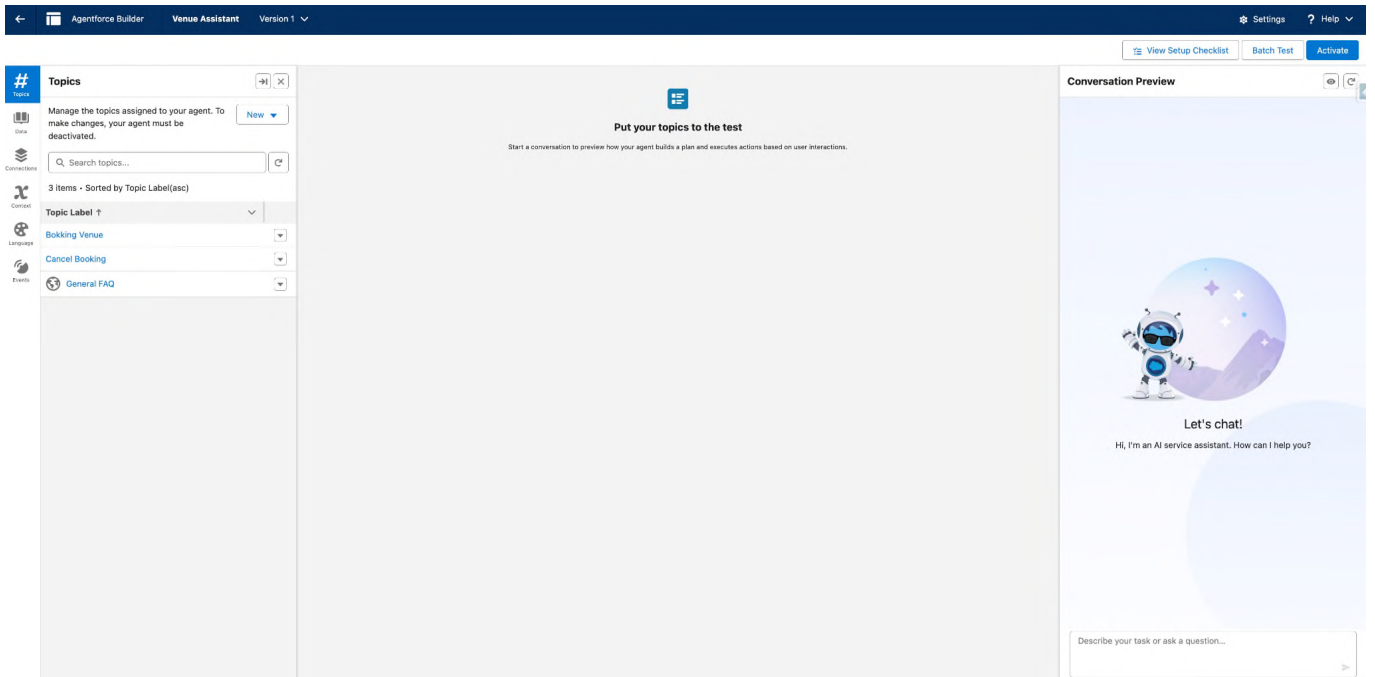 Agentforce Builder Venue Assistant Version 1 Settings ? Help
View Setup Checklist Batch Test Activate
Topics
Data
Connections
Context
Language
Events
Topics
Manage the topics assigned to your agent. To
make changes, your agent must be
deactivated.
New
Search topics...
3 items • Sorted by Topic Label(asc)
Topic Label ↑
Bokking Venue
Cancel Booking
General FAQ
Put your topics to the test
Start a conversation to preview how your agent builds a plan and executes actions based on user interactions.
Conversation Preview
Let's chat!
Hi, I'm an AI service assistant. How can I help you?
Describe your task or ask a question...